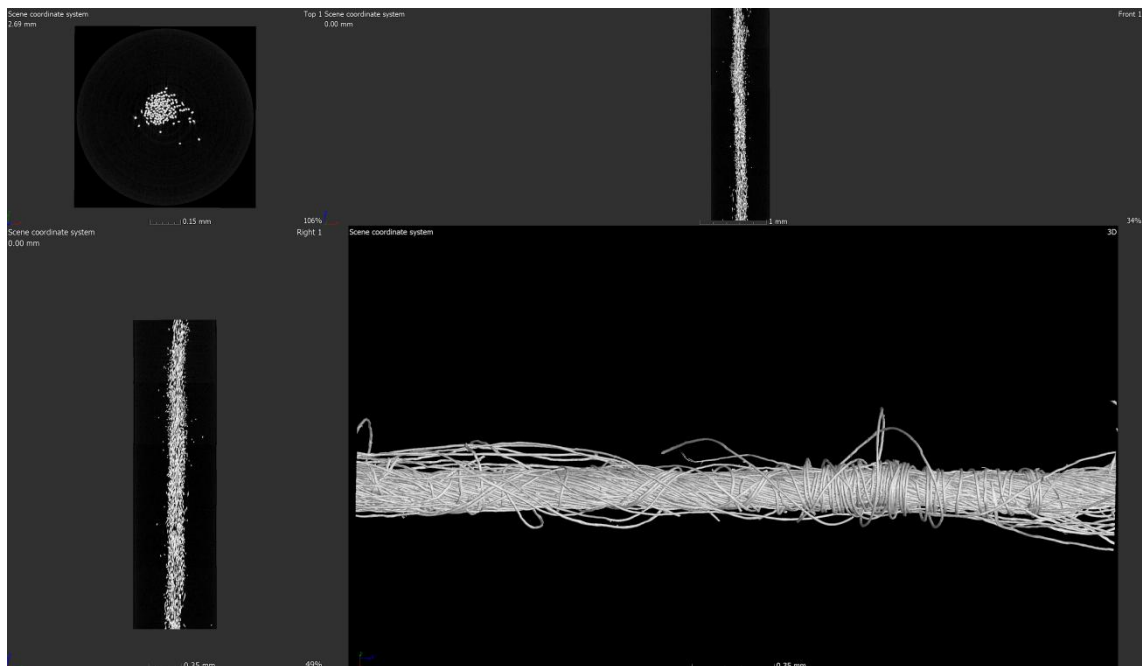 Scene coordinate system
2.69 mm
Top 1
0.15 mm
106%
Scene coordinate system
0.00 mm
Front 1
1 mm
34%
Scene coordinate system
0.00 mm
Right 1
0.35 mm
49%
Scene coordinate system
3D
0.35 mm